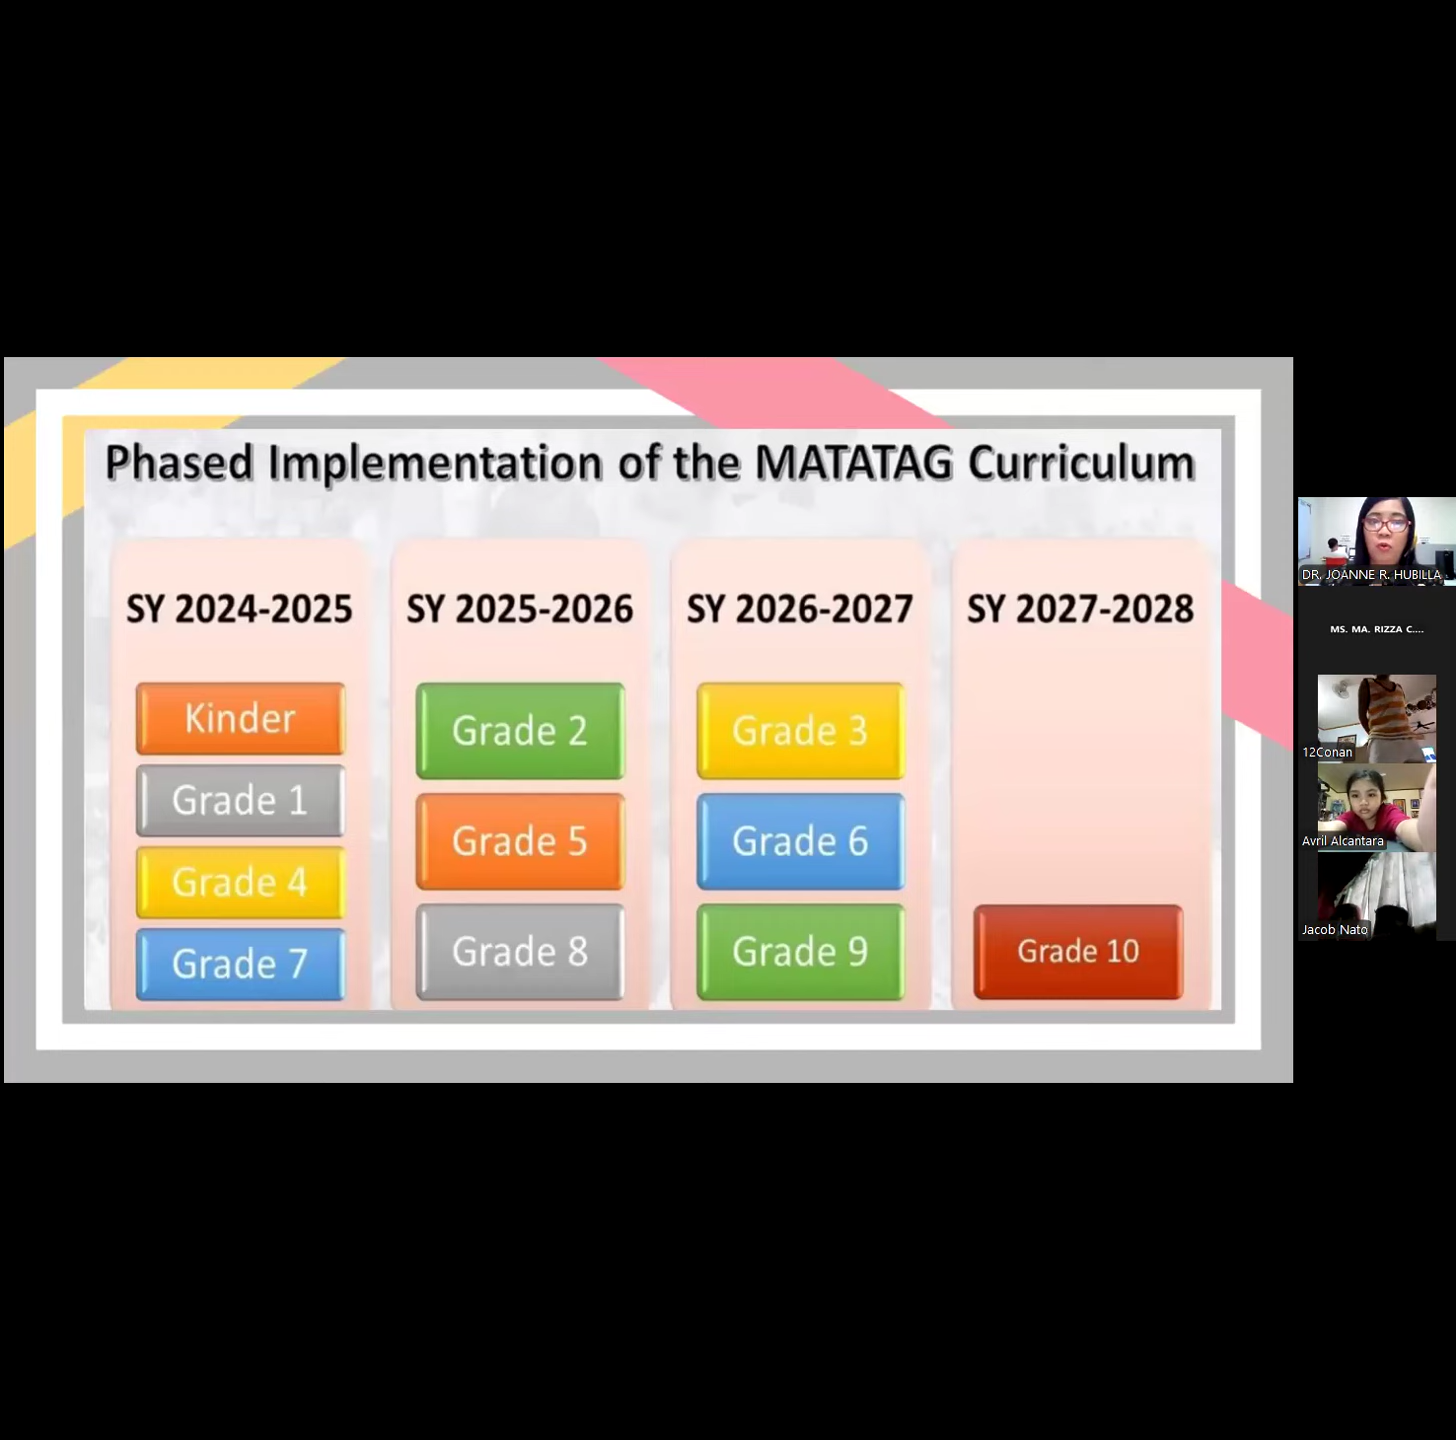 Phased Implementation of the MATATAG Curriculum
SY 2024-2025
Kinder
Grade 1
Grade 4
Grade 7
SY 2025-2026
Grade 2
Grade 5
Grade 8
SY 2026-2027
Grade 3
Grade 6
Grade 9
SY 2027-2028
Grade 10
DR. JOANNE R. HUBILLA
MS. MA. RIZZA C....
12Conan
Avril Alcantara
Jacob Nato